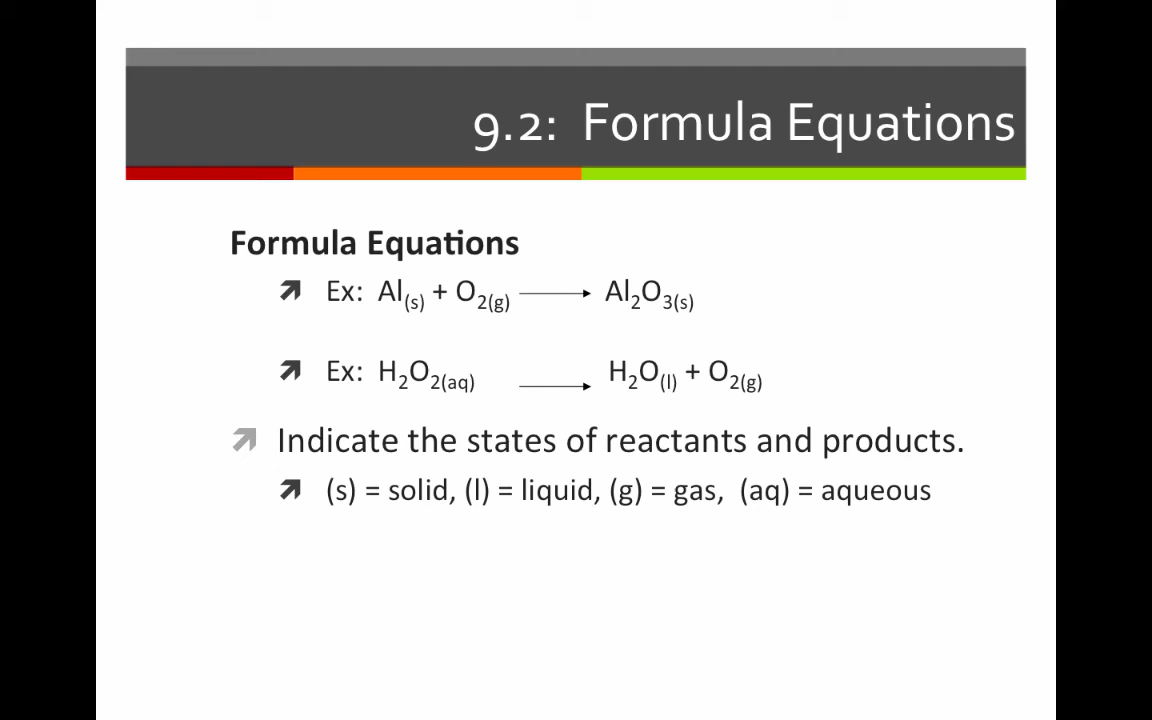 9.2: Formula Equations
Formula Equations
Ex: Al(s) + O2(g) → Al2O3(s)
Ex: H2O2(aq) → H2O(l) + O2(g)
Indicate the states of reactants and products.
(s) = solid, (l) = liquid, (g) = gas, (aq) = aqueous